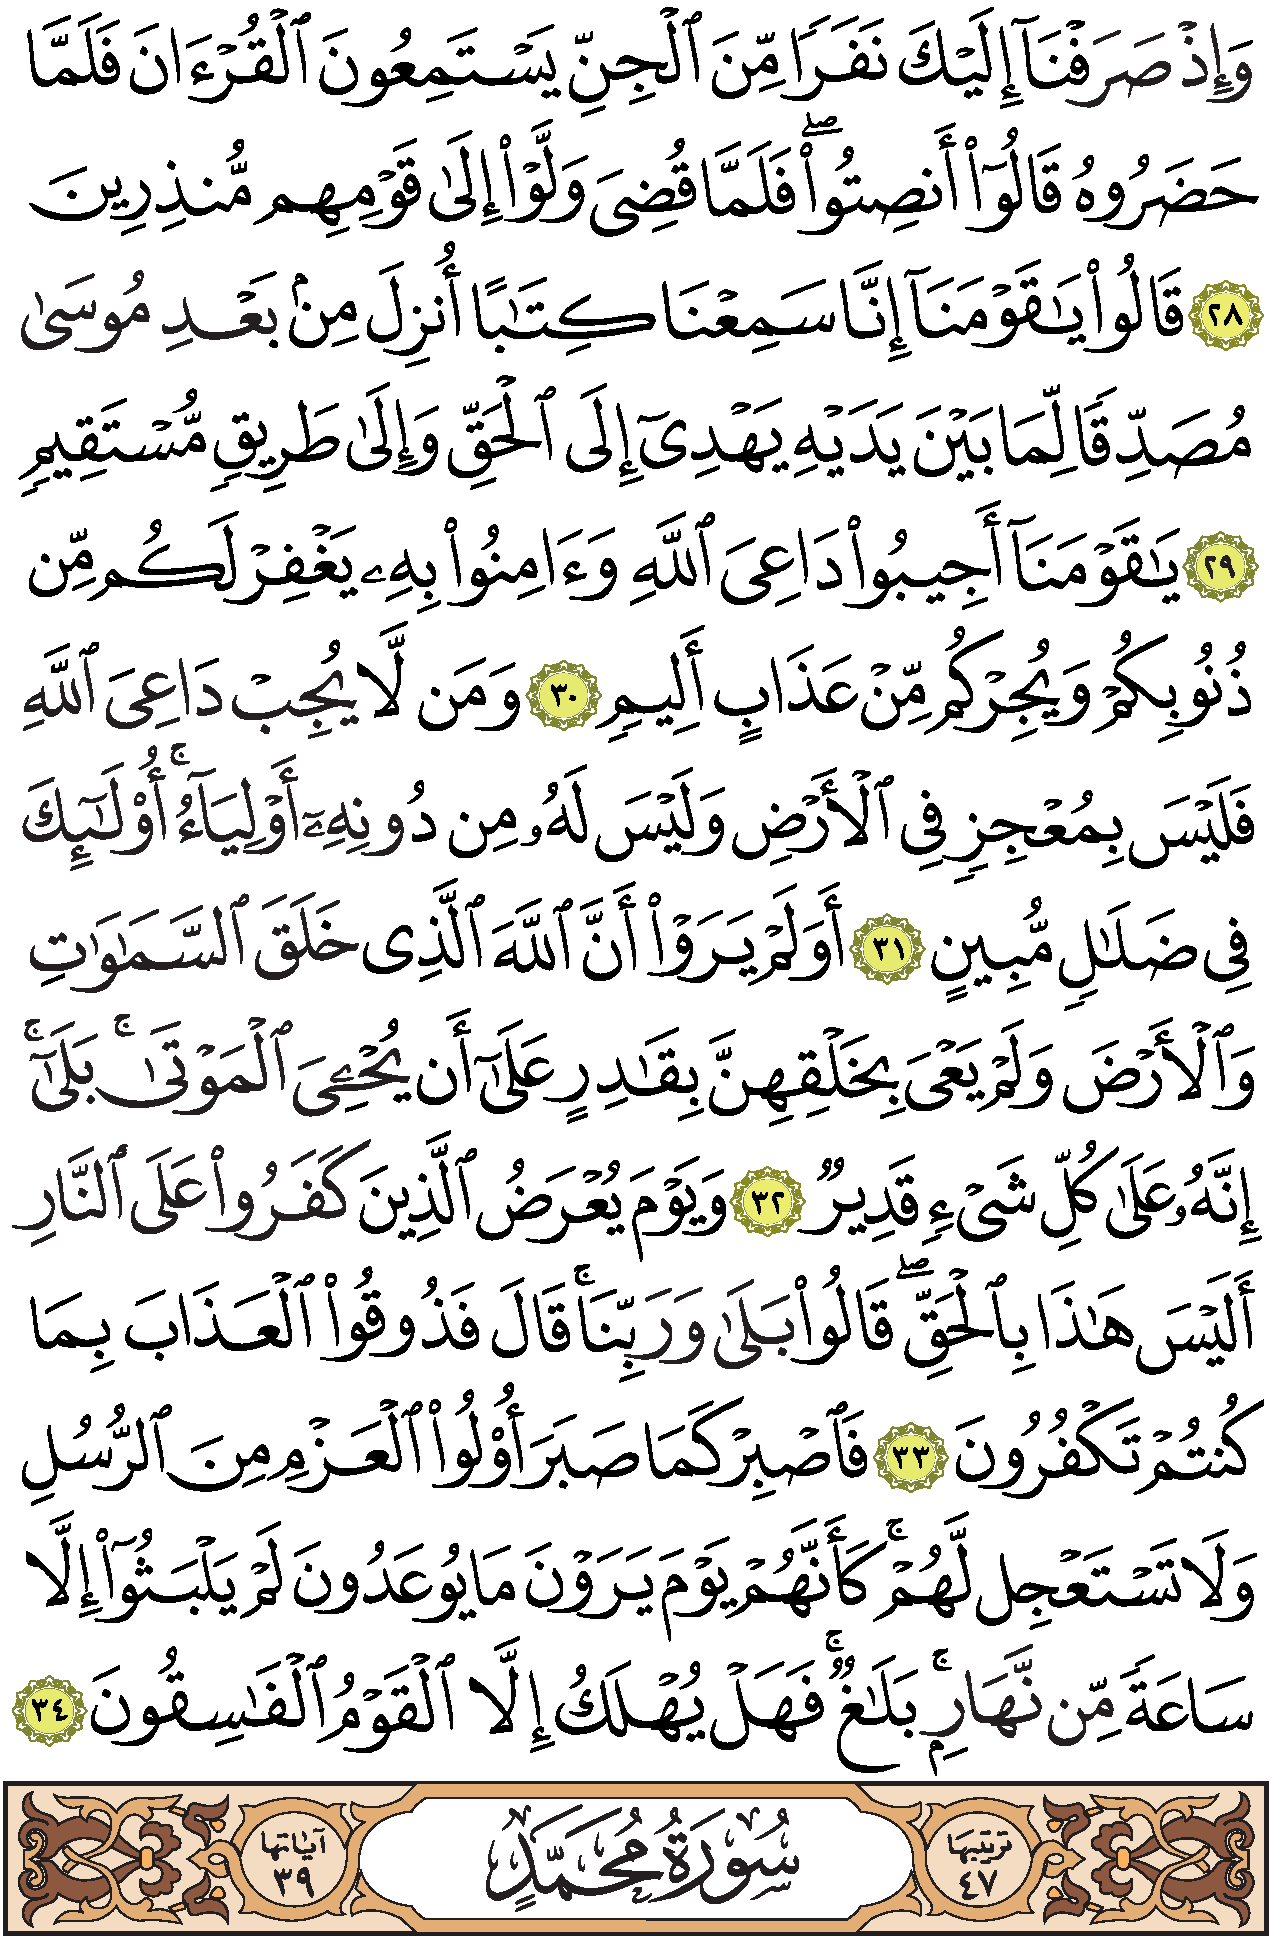 وَإِذْ صَرَفْنَآ إِلَيْكَ نَفَرًا مِّنَ ٱلْجِنِّ يَسْتَمِعُونَ ٱلْقُرْءَانَ فَلَمَّا
حَضَرُوهُ قَالُوٓا۟ أَنصِتُوا۟ ۖ فَلَمَّا قُضِىَ وَلَّوْا۟ إِلَىٰ قَوْمِهِم مُّنذِرِينَ
٢٨ قَالُوا۟ يَـٰقَوْمَنَآ إِنَّا سَمِعْنَا كِتَـٰبًا أُنزِلَ مِنۢ بَعْدِ مُوسَىٰ
مُصَدِّقًا لِّمَا بَيْنَ يَدَيْهِ يَهْدِىٓ إِلَى ٱلْحَقِّ وَإِلَىٰ طَرِيقٍ مُّسْتَقِيمٍ
٢٩ يَـٰقَوْمَنَآ أَجِيبُوا۟ دَاعِىَ ٱللَّهِ وَءَامِنُوا۟ بِهِۦ يَغْفِرْ لَكُم مِّن
ذُنُوبِكُمْ وَيُجِرْكُم مِّنْ عَذَابٍ أَلِيمٍ ٣٠ وَمَن لَّا يُجِبْ دَاعِىَ ٱللَّهِ
فَلَيْسَ بِمُعْجِزٍ فِى ٱلْأَرْضِ وَلَيْسَ لَهُۥ مِن دُونِهِۦٓ أَوْلِيَآءُ ۚ أُو۟لَـٰٓئِكَ
فِى ضَلَـٰلٍ مُّبِينٍ ٣١ أَوَلَمْ يَرَوْا۟ أَنَّ ٱللَّهَ ٱلَّذِى خَلَقَ ٱلسَّمَـٰوَٰتِ
وَٱلْأَرْضَ وَلَمْ يَعْىَ بِخَلْقِهِنَّ بِقَـٰدِرٍ عَلَىٰٓ أَن يُحْـِۧىَ ٱلْمَوْتَىٰ ۚ بَلَىٰٓ ۚ
إِنَّهُۥ عَلَىٰ كُلِّ شَىْءٍ قَدِيرٌ ٣٢ وَيَوْمَ يُعْرَضُ ٱلَّذِينَ كَفَرُوا۟ عَلَى ٱلنَّارِ
أَلَيْسَ هَـٰذَا بِٱلْحَقِّ ۖ قَالُوا۟ بَلَىٰ وَرَبِّنَا ۚ قَالَ فَذُوقُوا۟ ٱلْعَذَابَ بِمَا
كُنتُمْ تَكْفُرُونَ ٣٣ فَٱصْبِرْ كَمَا صَبَرَ أُو۟لُوا۟ ٱلْعَزْمِ مِنَ ٱلرُّسُلِ
وَلَا تَسْتَعْجِل لَّهُمْ ۚ كَأَنَّهُمْ يَوْمَ يَرَوْنَ مَا يُوعَدُونَ لَمْ يَلْبَثُوٓا۟ إِلَّا
سَاعَةً مِّن نَّهَارٍۭ ۚ بَلَـٰغٌ ۚ فَهَلْ يُهْلَكُ إِلَّا ٱلْقَوْمُ ٱلْفَـٰسِقُونَ ٣٤
ترتيبها ٤٧ سُورَةُ مُحَمَّدٍ آياتها ٣٩